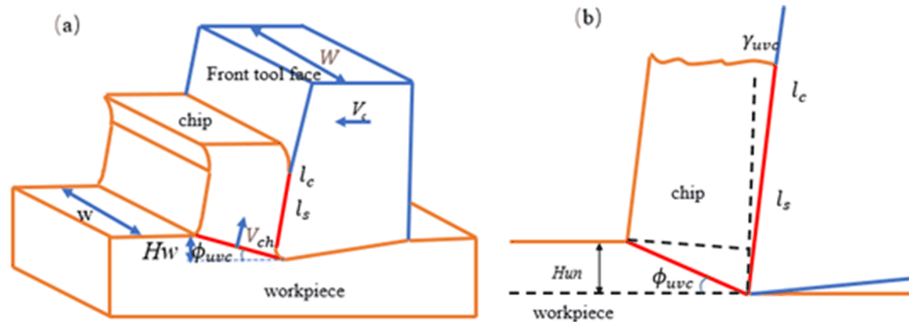 (a)
W
Front tool face
V_c
chip
l_c
l_s
w
V_ch
Hw
ϕ_uvc
workpiece
(b)
γ_uvc
l_c
chip
l_s
Hun
ϕ_uvc
workpiece